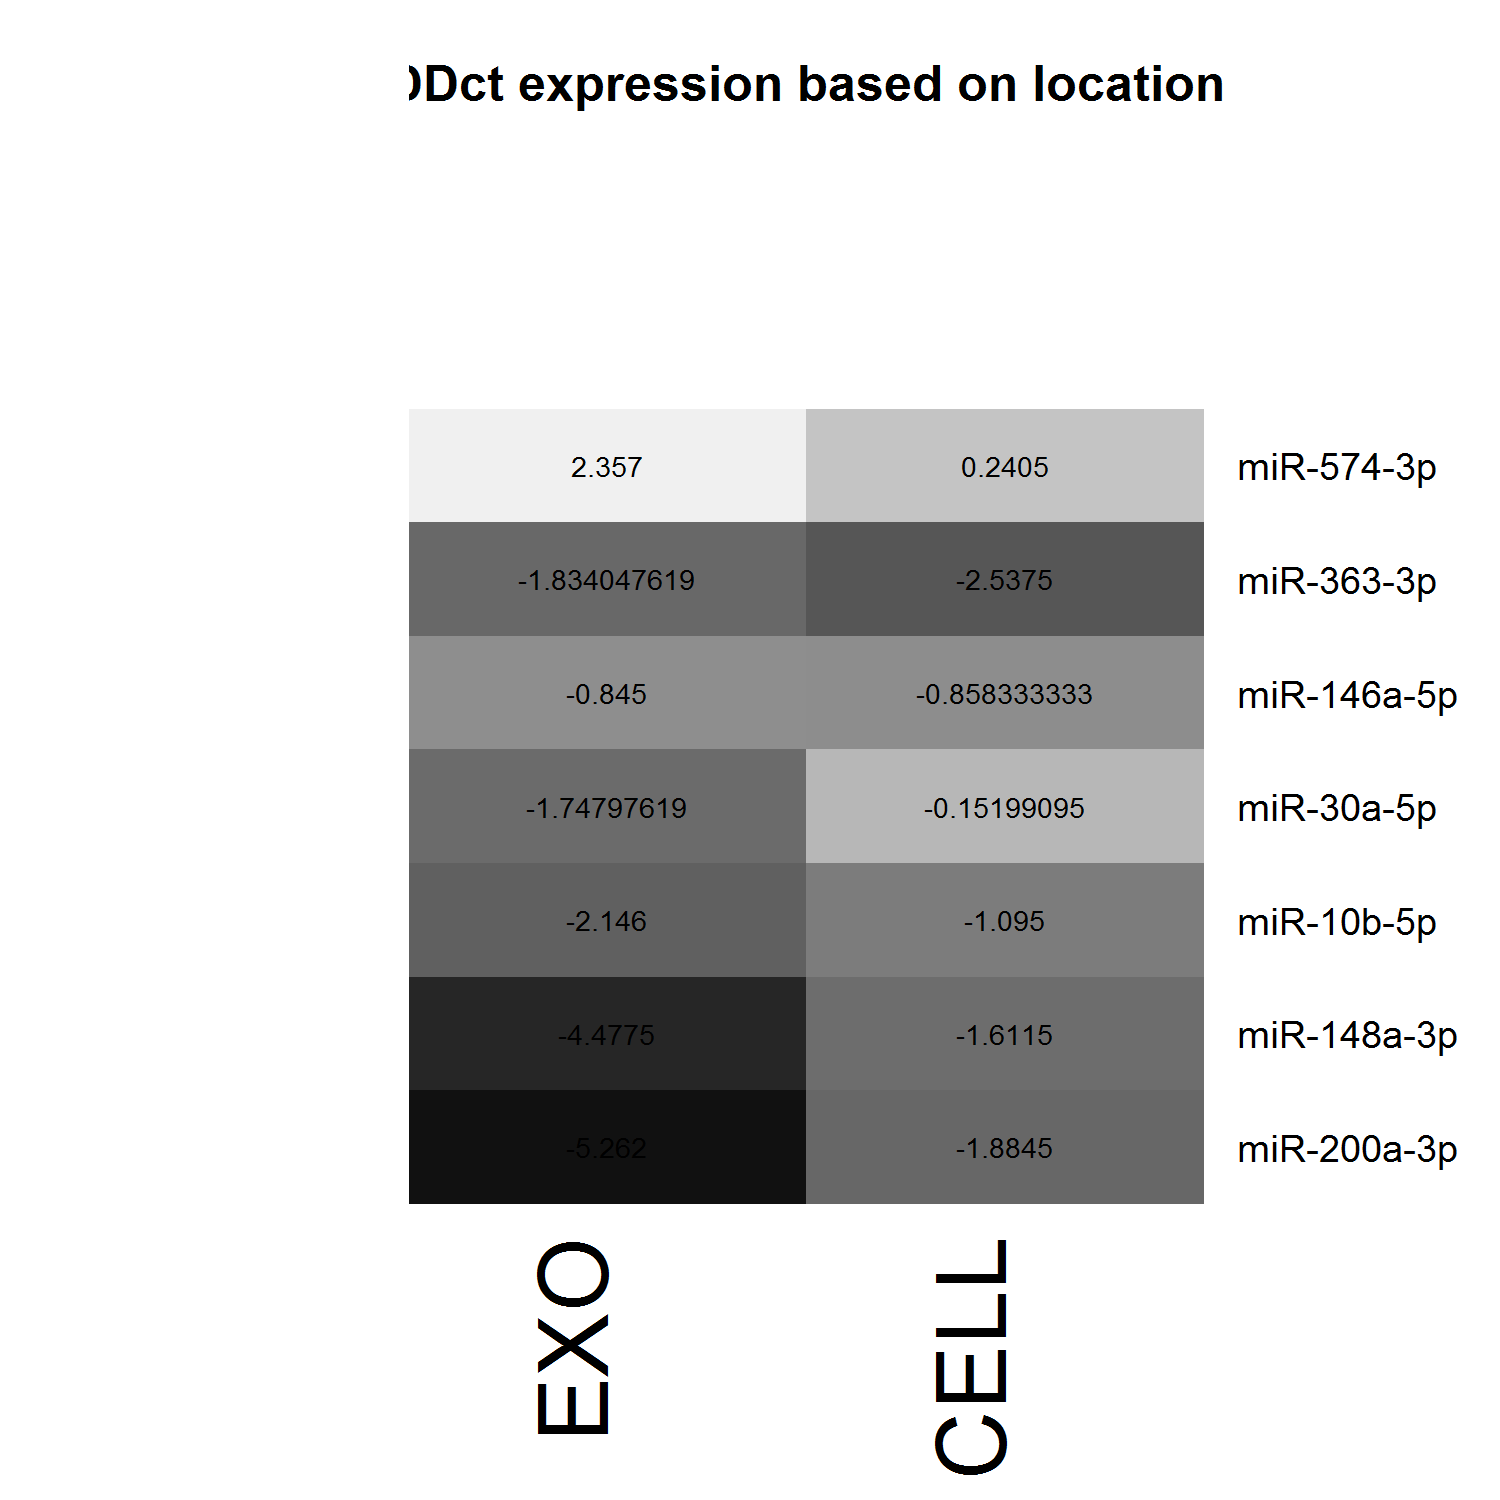 DDct expression based on location
2.357 0.2405 miR-574-3p
-1.834047619 -2.5375 miR-363-3p
-0.845 -0.858333333 miR-146a-5p
-1.74797619 -0.15199095 miR-30a-5p
-2.146 -1.095 miR-10b-5p
-4.4775 -1.6115 miR-148a-3p
-5.262 -1.8845 miR-200a-3p
EXO
CELL